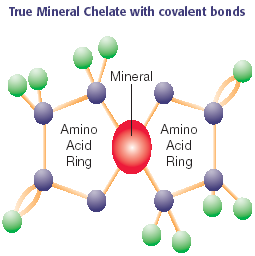 True Mineral Chelate with covalent bonds
Mineral
Amino
Acid
Ring
Amino
Acid
Ring